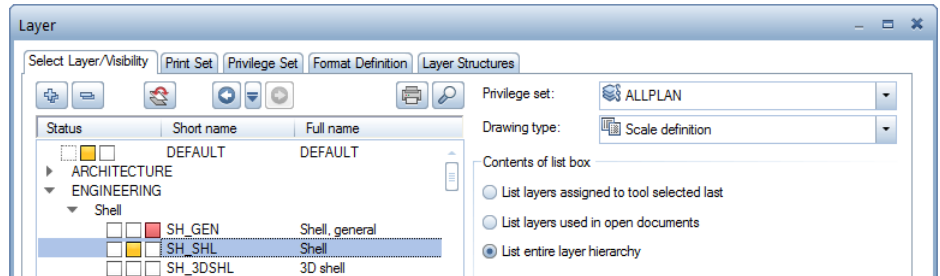 Layer
Select Layer/Visibility Print Set Privilege Set Format Definition Layer Structures
Privilege set: ALLPLAN
Status Short name Full name
Drawing type: Scale definition
DEFAULT DEFAULT
Contents of list box
ARCHITECTURE
List layers assigned to tool selected last
ENGINEERING
Shell
List layers used in open documents
SH_GEN Shell, general
SH_SHL Shell
List entire layer hierarchy
SH_3DSHL 3D shell